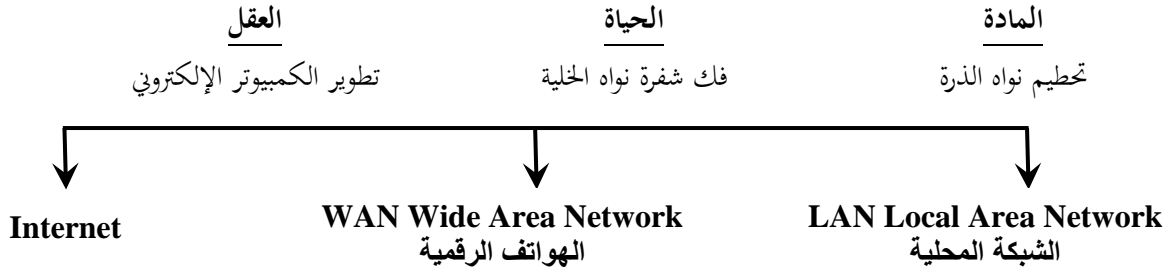 المادة الحياة العقل
تحطيم نواه الذرة فك شفرة نواه الخلية تطوير الكمبيوتر الإلكتروني
Internet WAN Wide Area Network LAN Local Area Network
الهواتف الرقمية الشبكة المحلية